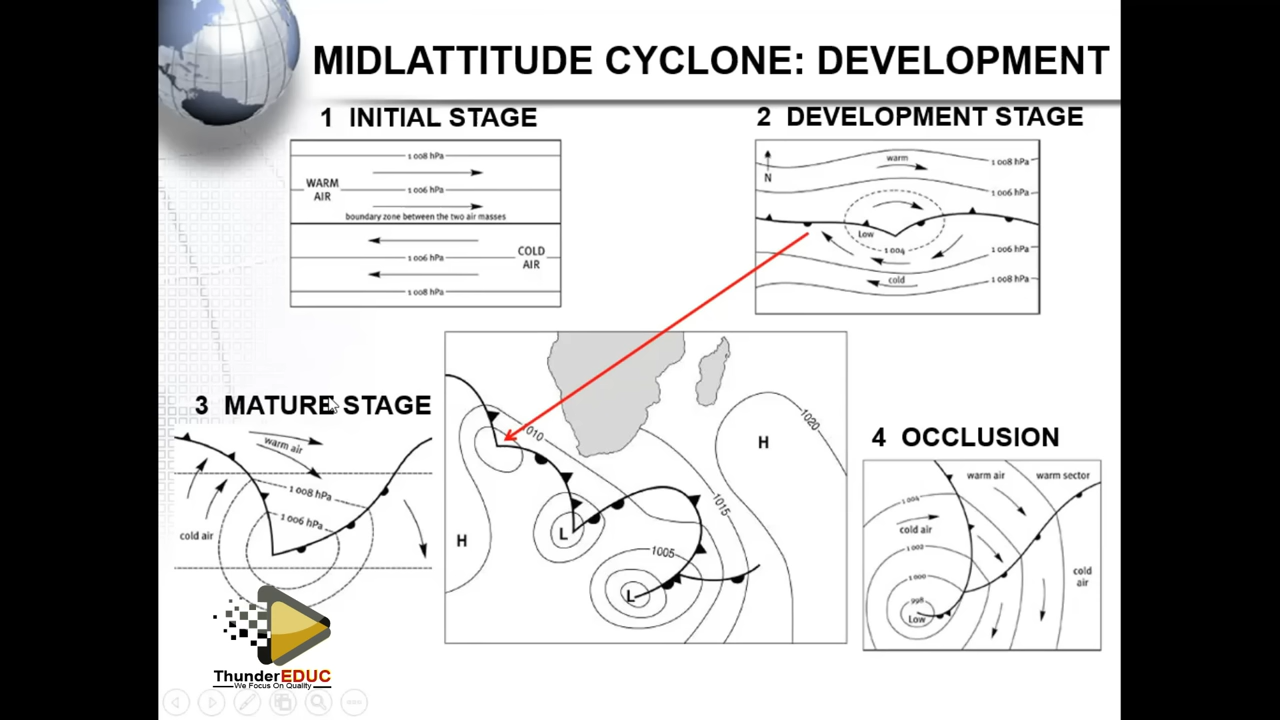 MIDLATTITUDE CYCLONE: DEVELOPMENT
1 INITIAL STAGE
1 008 hPa
WARM
AIR
1 006 hPa
boundary zone between the two air masses
COLD
AIR
1 006 hPa
1 008 hPa
2 DEVELOPMENT STAGE
N
warm
1 008 hPa
1 006 hPa
Low
1 004
1 006 hPa
cold
1 008 hPa
3 MATURE STAGE
warm air
1 008 hPa
1 006 hPa
cold air
1010
1020
H
1015
H
L
1005
L
4 OCCLUSION
warm air
warm sector
1 004
cold air
1 002
cold
air
1 000
998
Low
ThunderEDUC
We Focus On Quality